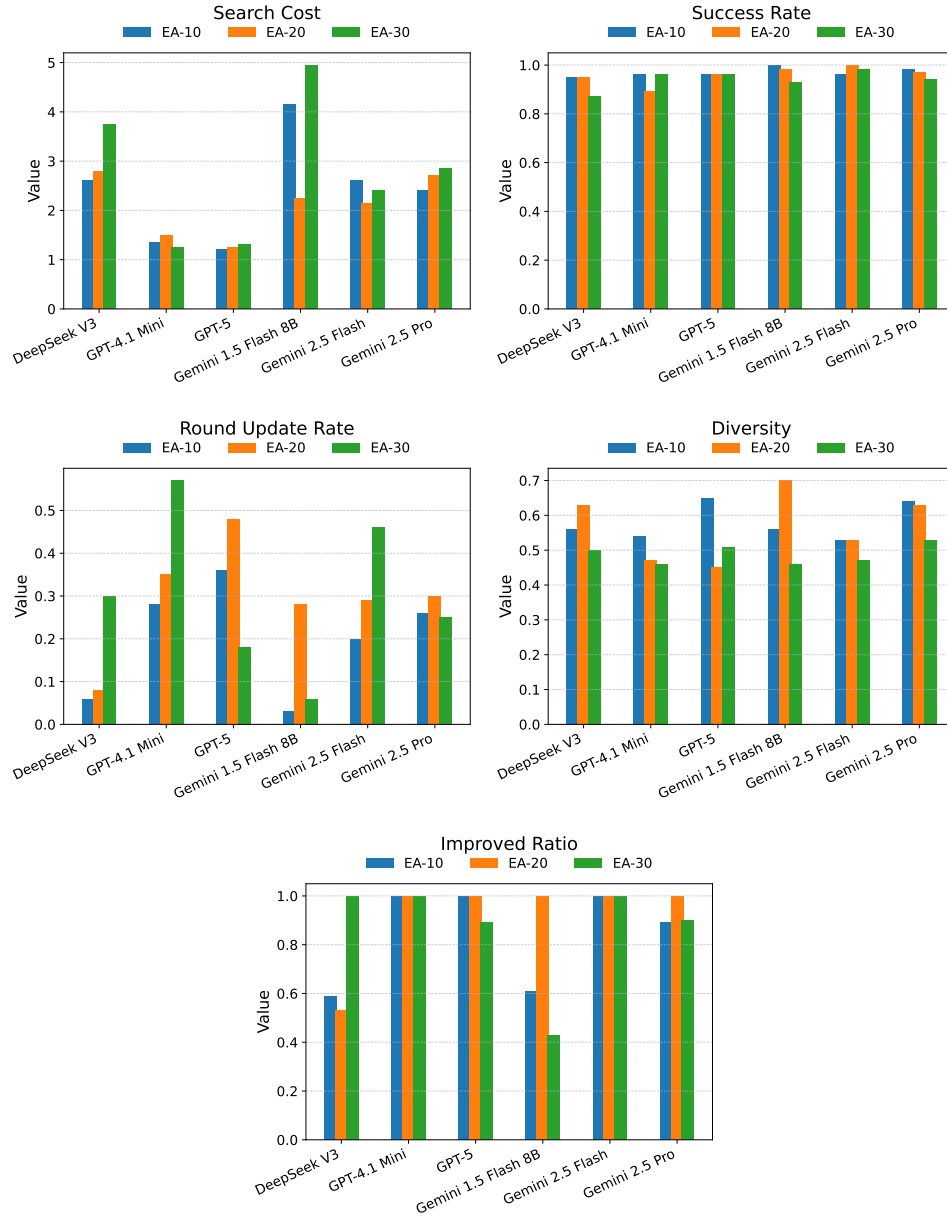 Search Cost
EA-10 EA-20 EA-30
5
4
3
2
1
0
Value
DeepSeek V3
GPT-4.1 Mini
GPT-5
Gemini 1.5 Flash 8B
Gemini 2.5 Flash
Gemini 2.5 Pro
Success Rate
EA-10 EA-20 EA-30
1.0
0.8
0.6
0.4
0.2
0.0
Value
DeepSeek V3
GPT-4.1 Mini
GPT-5
Gemini 1.5 Flash 8B
Gemini 2.5 Flash
Gemini 2.5 Pro
Round Update Rate
EA-10 EA-20 EA-30
0.5
0.4
0.3
0.2
0.1
0.0
Value
DeepSeek V3
GPT-4.1 Mini
GPT-5
Gemini 1.5 Flash 8B
Gemini 2.5 Flash
Gemini 2.5 Pro
Diversity
EA-10 EA-20 EA-30
0.7
0.6
0.5
0.4
0.3
0.2
0.1
0.0
Value
DeepSeek V3
GPT-4.1 Mini
GPT-5
Gemini 1.5 Flash 8B
Gemini 2.5 Flash
Gemini 2.5 Pro
Improved Ratio
EA-10 EA-20 EA-30
1.0
0.8
0.6
0.4
0.2
0.0
Value
DeepSeek V3
GPT-4.1 Mini
GPT-5
Gemini 1.5 Flash 8B
Gemini 2.5 Flash
Gemini 2.5 Pro